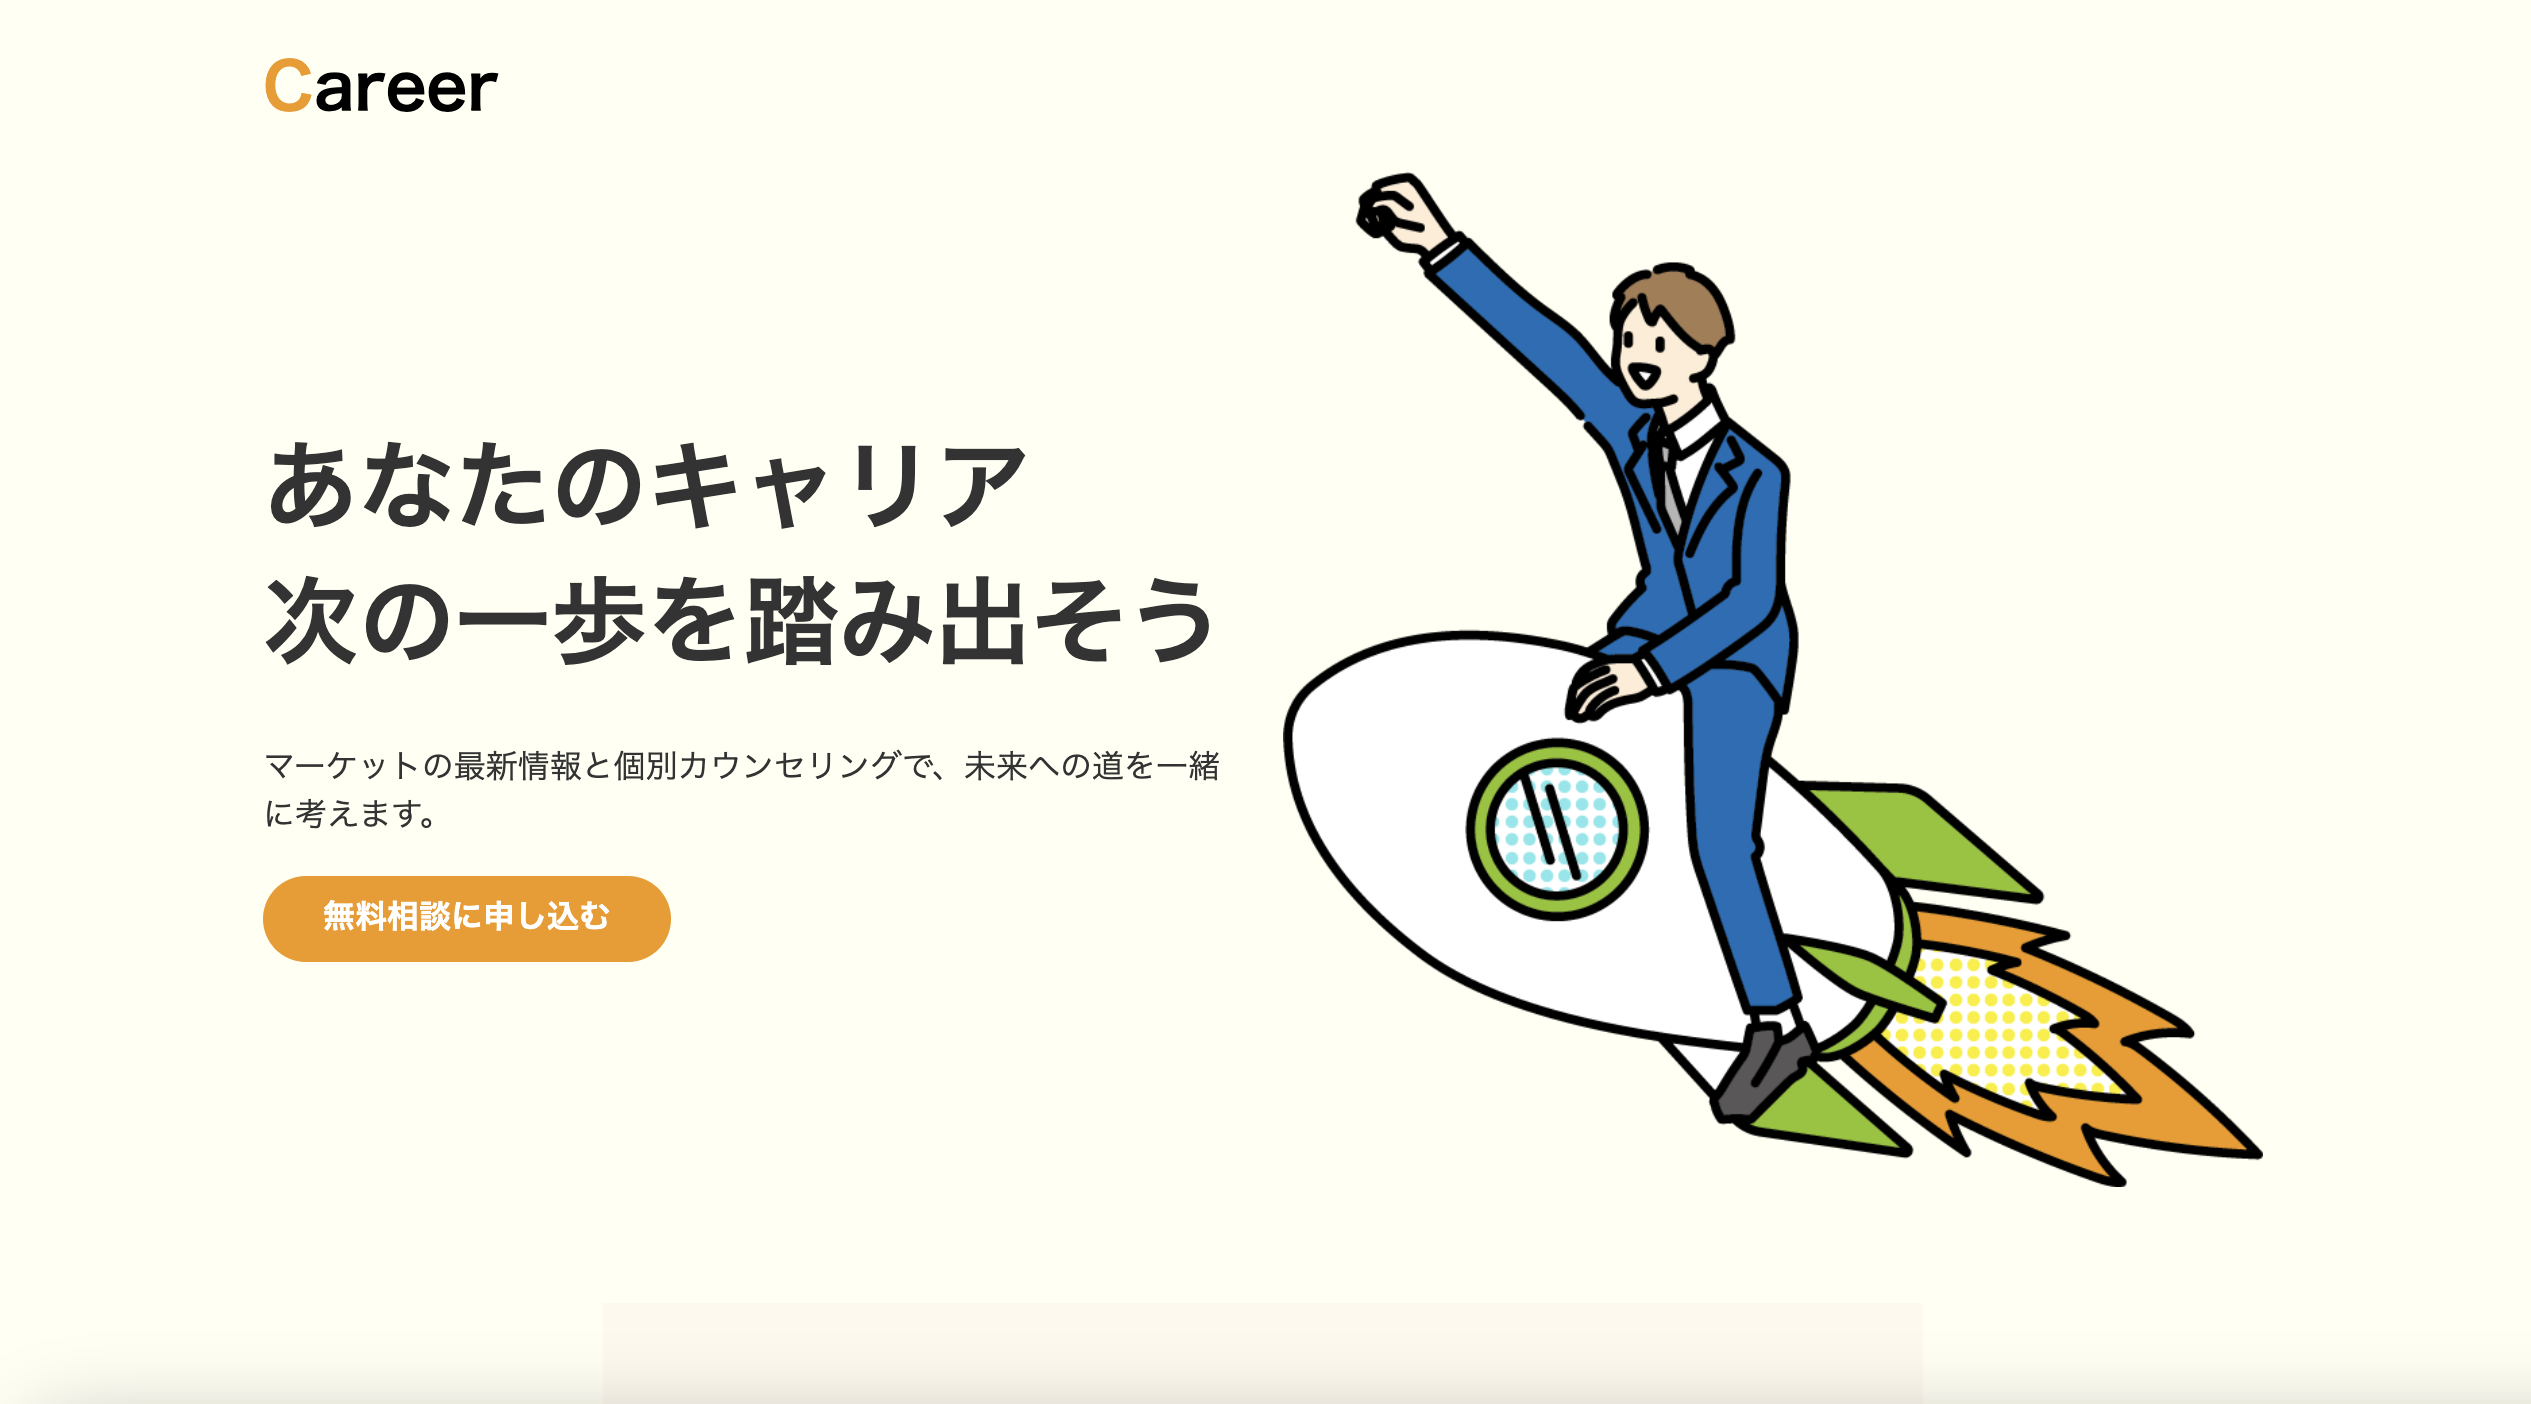 Career
あなたのキャリア
次の一歩を踏み出そう
マーケットの最新情報と個別カウンセリングで、未来への道を一緒
に考えます。
無料相談に申し込む